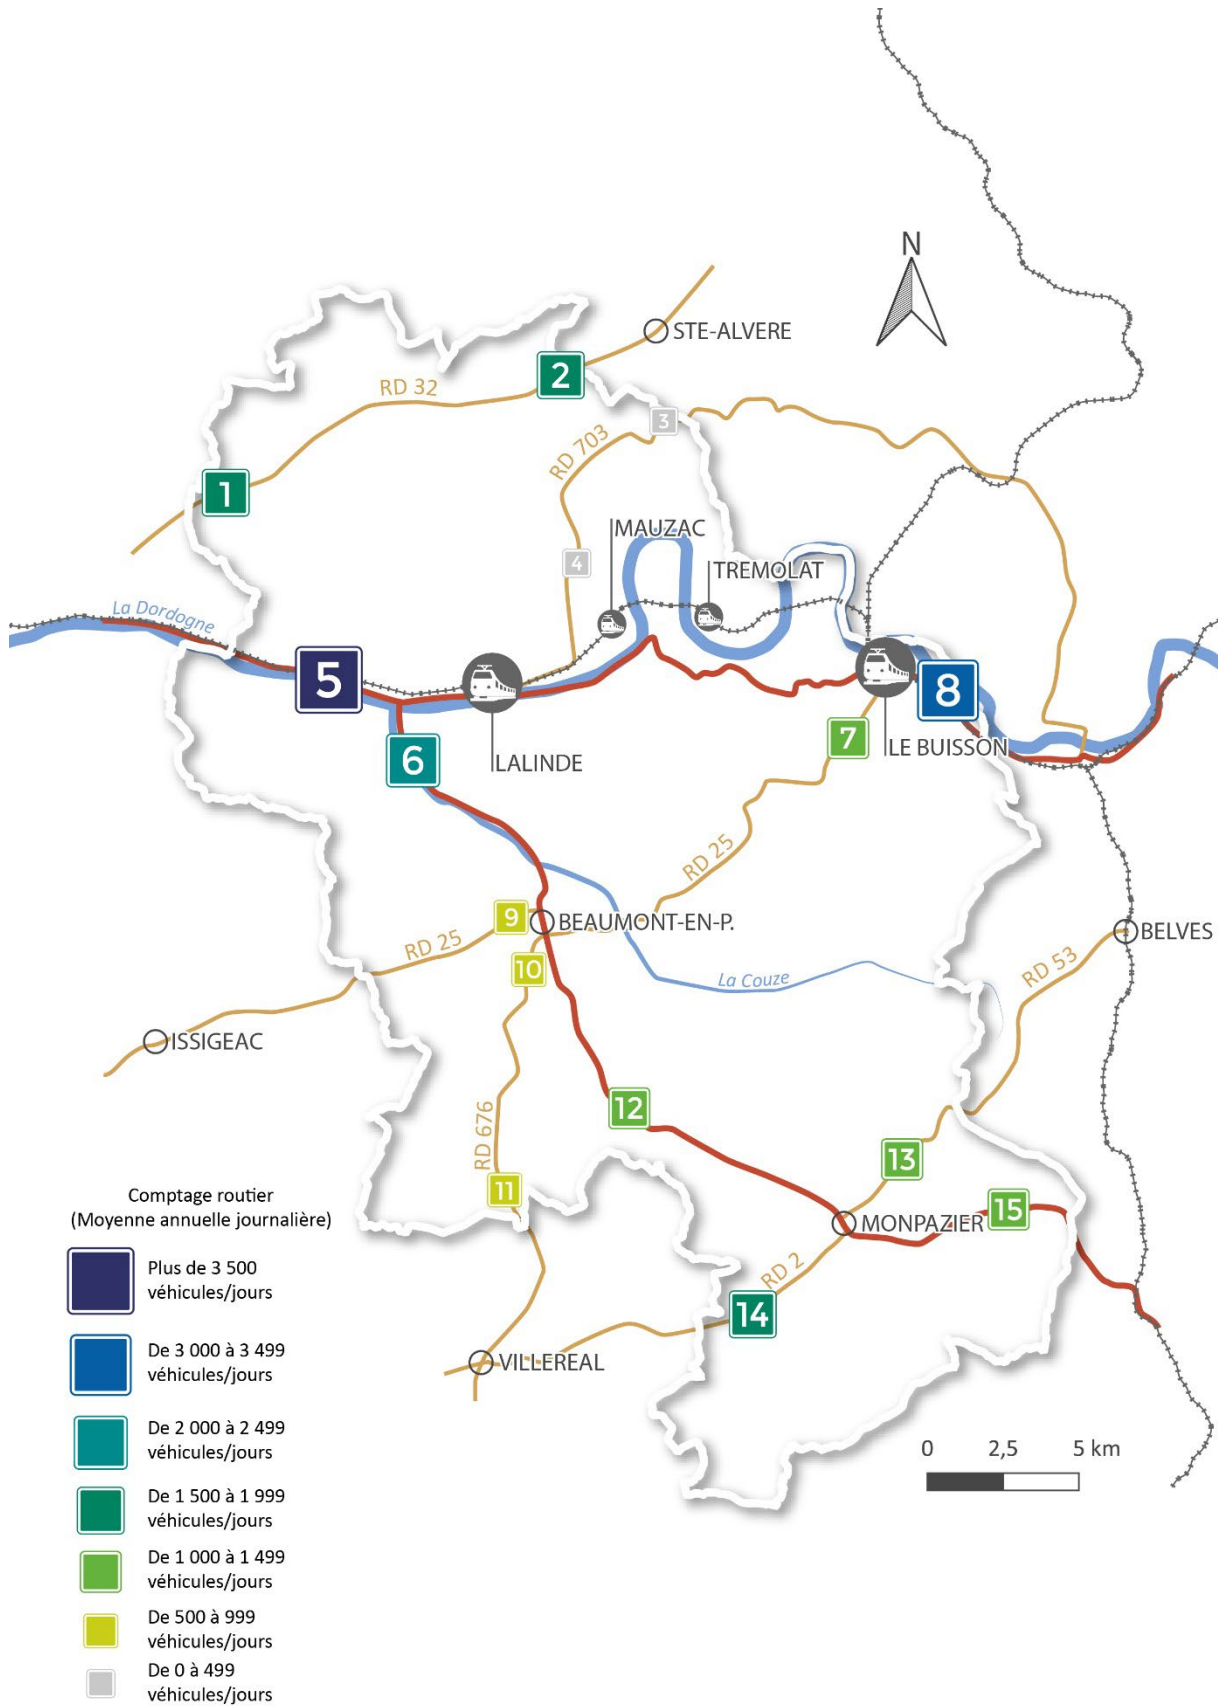 N
STE-ALVERE
2
RD 32
3
RD 703
1
MAUZAC
4
TREMOLAT
La Dordogne
5
8
7
LE BUISSON
6
LALINDE
RD 25
9
BEAUMONT-EN-P.
BELVES
RD 25
10
RD 53
La Couze
ISSIGEAC
12
RD 676
13
11
15
MONPAZIER
RD 2
14
VILLEREAL
Comptage routier
(Moyenne annuelle journalière)
Plus de 3 500
véhicules/jours
De 3 000 à 3 499
véhicules/jours
De 2 000 à 2 499
véhicules/jours
De 1 500 à 1 999
véhicules/jours
De 1 000 à 1 499
véhicules/jours
De 500 à 999
véhicules/jours
De 0 à 499
véhicules/jours
0 2,5 5 km